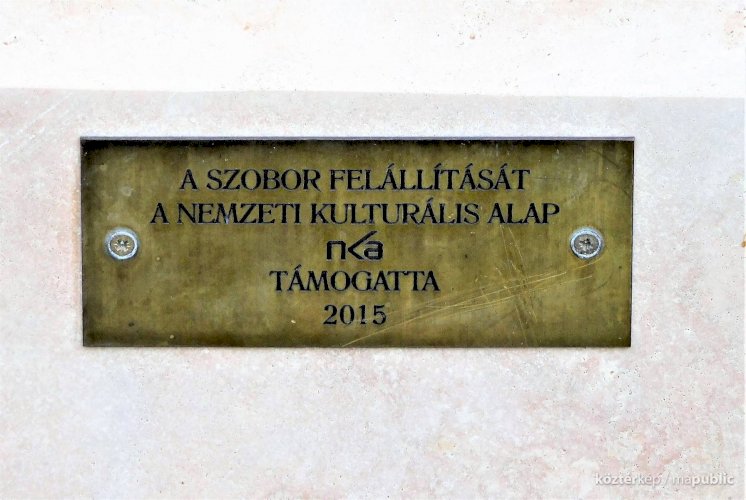 A SZOBOR FELÁLLÍTÁSÁT
A NEMZETI KULTURÁLIS ALAP
nka
TÁMOGATTA
2015
köztérkép / mapublic